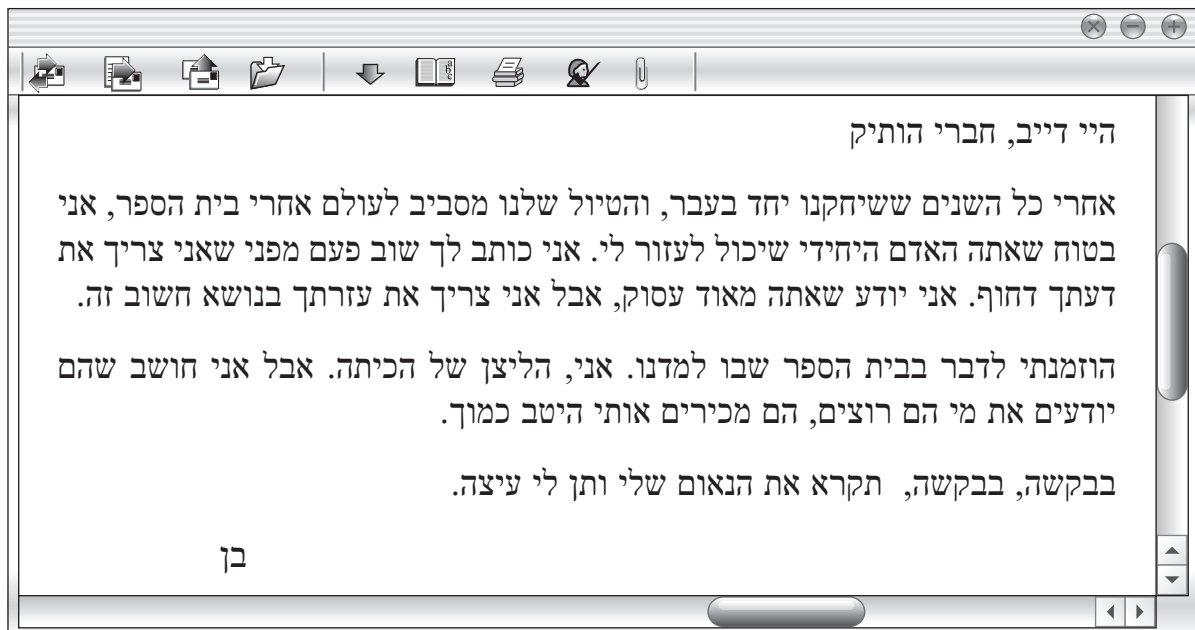 היי דייב, חברי הותיק
אחרי כל השנים ששיחקנו יחד בעבר, והטיול שלנו מסביב לעולם אחרי בית הספר, אני
בטוח שאתה האדם היחידי שיכול לעזור לי. אני כותב לך שוב פעם מפני שאני צריך את
דעתך דחוף. אני יודע שאתה מאוד עסוק, אבל אני צריך את עזרתך בנושא חשוב זה.
הוזמנתי לדבר בבית הספר שבו למדנו. אני, הליצן של הכיתה. אבל אני חושב שהם
יודעים את מי הם רוצים, הם מכירים אותי היטב כמוך.
בבקשה, בבקשה, תקרא את הנאום שלי ותן לי עיצה.
בן